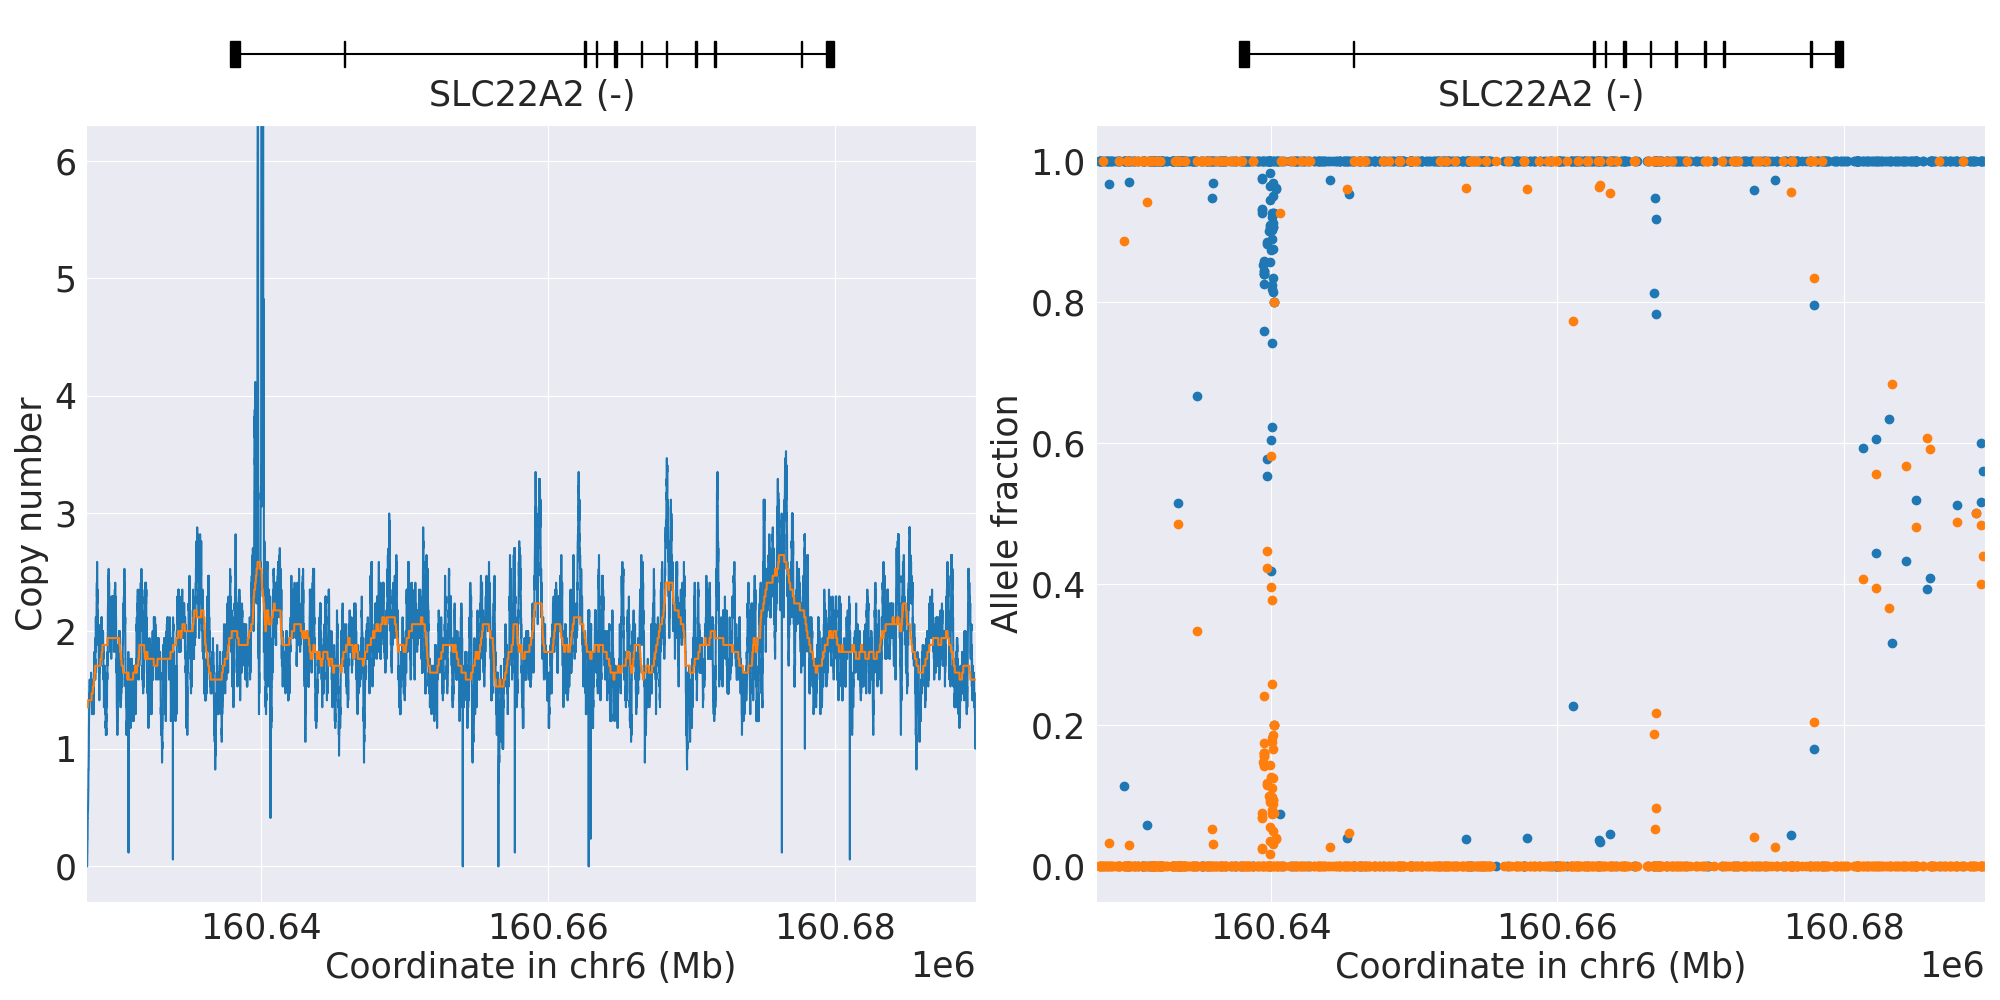 SLC22A2 (-)
6
5
4
3
2
1
0
Copy number
160.64 160.66 160.68
Coordinate in chr6 (Mb) 1e6
SLC22A2 (-)
1.0
0.8
0.6
0.4
0.2
0.0
Allele fraction
160.64 160.66 160.68
Coordinate in chr6 (Mb) 1e6